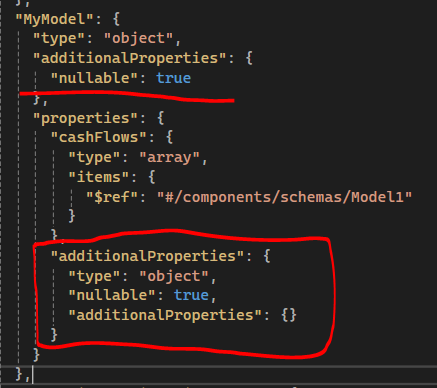 },
"MyModel": {
"type": "object",
"additionalProperties": {
"nullable": true
},
"properties": {
"cashFlows": {
"type": "array",
"items": {
"$ref": "#/components/schemas/Model1"
}
},
"additionalProperties": {
"type": "object",
"nullable": true,
"additionalProperties": {}
}
}
},